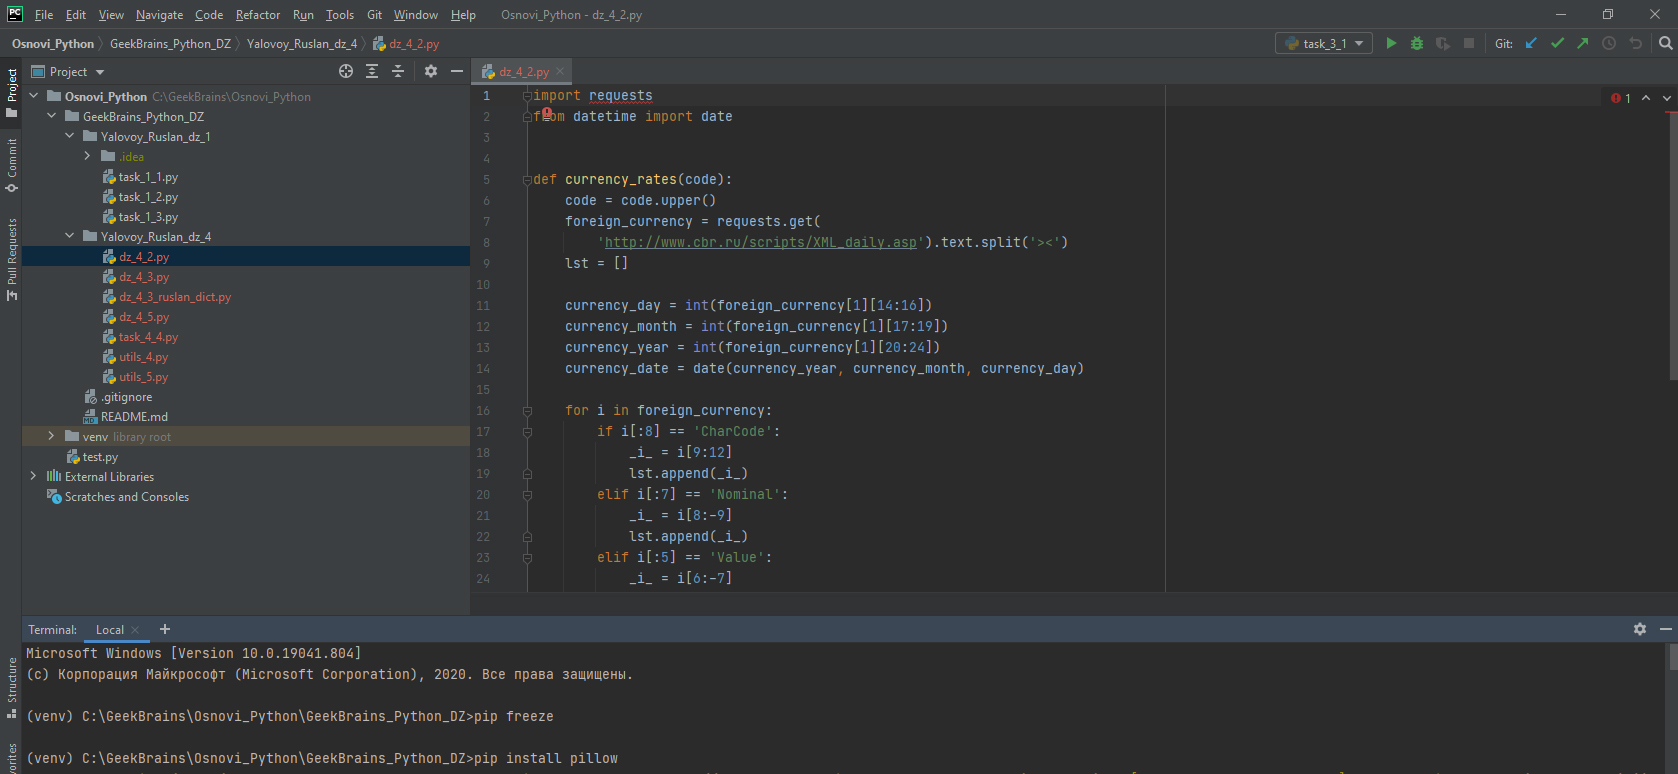 PC File Edit View Navigate Code Refactor Run Tools Git Window Help Osnovi_Python - dz_4_2.py
Osnovi_Python GeekBrains_Python_DZ Yalovoy_Ruslan_dz_4 dz_4_2.py task_3_1 Git:
Project
Commit
Pull Requests
Structure
Project
Osnovi_Python C:\GeekBrains\Osnovi_Python
GeekBrains_Python_DZ
Yalovoy_Ruslan_dz_1
.idea
task_1_1.py
task_1_2.py
task_1_3.py
Yalovoy_Ruslan_dz_4
dz_4_2.py
dz_4_3.py
dz_4_3_ruslan_dict.py
dz_4_5.py
task_4_4.py
utils_4.py
utils_5.py
.gitignore
README.md
venv library root
test.py
External Libraries
Scratches and Consoles
dz_4_2.py
1 import requests
2 from datetime import date
3
4
5 def currency_rates(code):
6 code = code.upper()
7 foreign_currency = requests.get(
8 'http://www.cbr.ru/scripts/XML_daily.asp').text.split('><')
9 lst = []
10
11 currency_day = int(foreign_currency[1][14:16])
12 currency_month = int(foreign_currency[1][17:19])
13 currency_year = int(foreign_currency[1][20:24])
14 currency_date = date(currency_year, currency_month, currency_day)
15
16 for i in foreign_currency:
17 if i[:8] == 'CharCode':
18 _i_ = i[9:12]
19 lst.append(_i_)
20 elif i[:7] == 'Nominal':
21 _i_ = i[8:-9]
22 lst.append(_i_)
23 elif i[:5] == 'Value':
24 _i_ = i[6:-7]
1
Terminal: Local
Microsoft Windows [Version 10.0.19041.804]
(c) Корпорация Майкрософт (Microsoft Corporation), 2020. Все права защищены.
(venv) C:\GeekBrains\Osnovi_Python\GeekBrains_Python_DZ>pip freeze
(venv) C:\GeekBrains\Osnovi_Python\GeekBrains_Python_DZ>pip install pillow